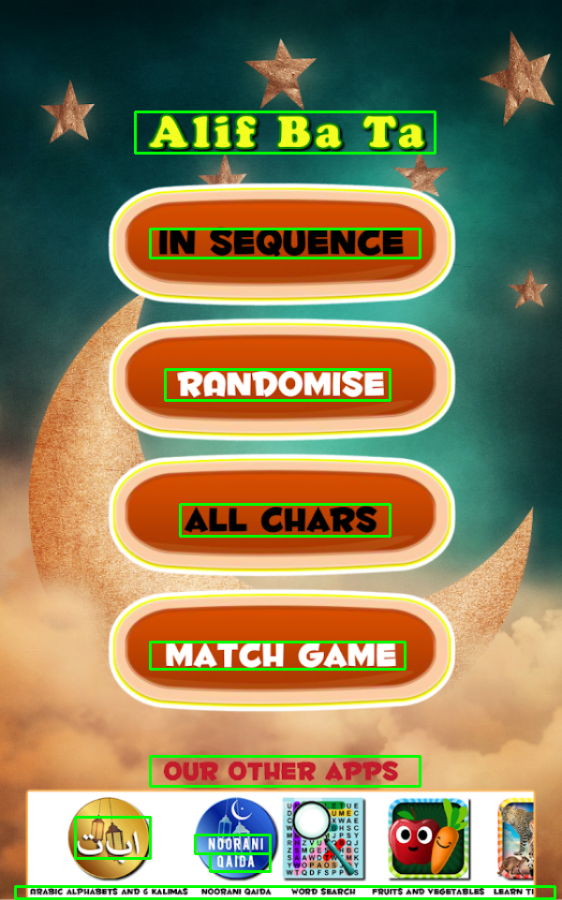 Alif Ba Ta
IN SEQUENCE
RANDOMISE
ALL CHARS
MATCH GAME
OUR OTHER APPS
ابات
NOORANI
QAIDA
ARABIC ALPHABETS AND 6 KALIMAS NOORANI QAIDA WORD SEARCH FRUITS AND VEGETABLES LEARN